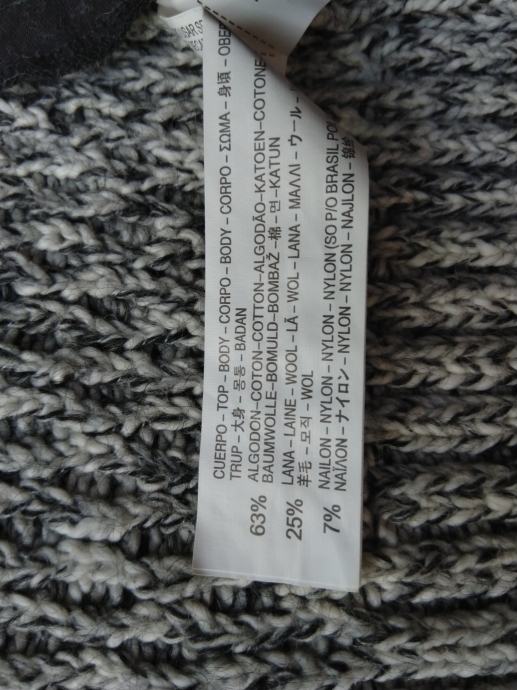 CUERPO – TOP – BODY – CORPO – BODY – CORPO – ΣΩΜΑ – 身頃 – OBE
TRUP – 大身 – 몸통 – BADAN
63% ALGODON–COTON–COTTON–ALGODÃO–KATOEN–COTONE
BAUMWOLLE–BOMULD–BOMBAŽ –棉– 면 –KATUN
25% LANA – LAINE – WOOL – LÃ – WOL – LANA – ΜΑΛΛΙ – ウール –
羊毛 – 모직 – WOL
7% NAILON – NYLON – NYLON – NYLON (SO P/O BRASIL PO
ΝΑΪΛΟΝ – ナイロン – NYLON – NYLON – NAJLON – 锦纶